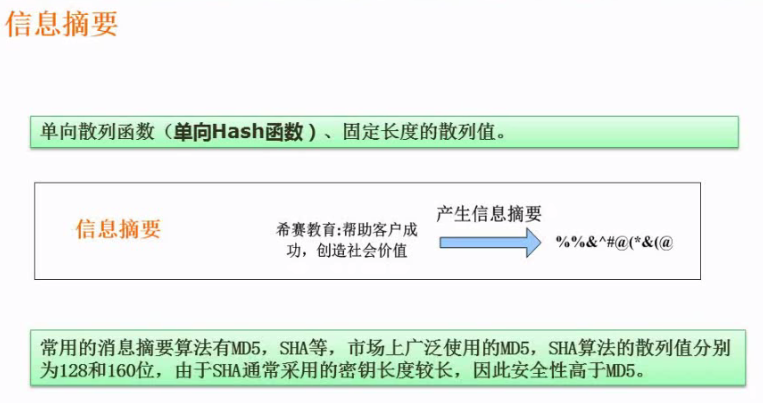 信息摘要
单向散列函数（单向Hash函数）、固定长度的散列值。
信息摘要
希赛教育:帮助客户成
功，创造社会价值
产生信息摘要
%%&^#@(*&(@
常用的消息摘要算法有MD5，SHA等，市场上广泛使用的MD5，SHA算法的散列值分别
为128和160位，由于SHA通常采用的密钥长度较长，因此安全性高于MD5。